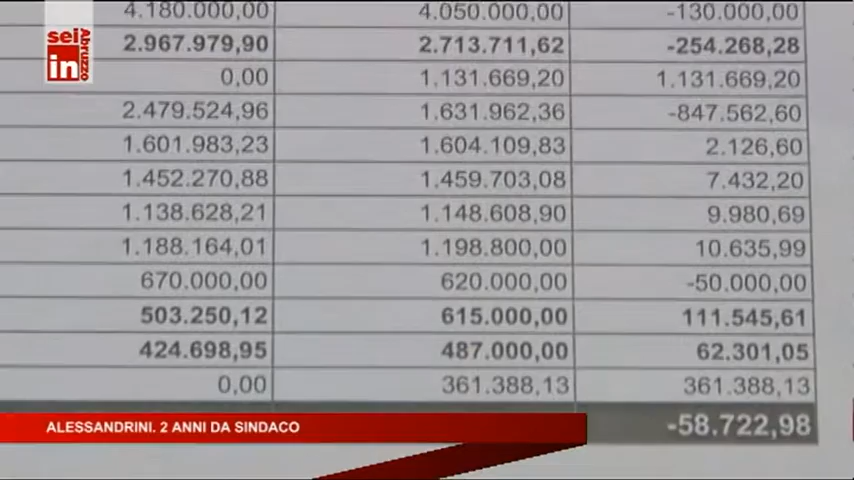 4.180.000,00 4.050.000,00 -130.000,00
sei in Abruzzo
2.967.979,90 2.713.711,62 -254.268,28
0,00 1.131.669,20 1.131.669,20
2.479.524,96 1.631.962,36 -847.562,60
1.601.983,23 1.604.109,83 2.126,60
1.452.270,88 1.459.703,08 7.432,20
1.138.628,21 1.148.608,90 9.980,69
1.188.164,01 1.198.800,00 10.635,99
670.000,00 620.000,00 -50.000,00
503.250,12 615.000,00 111.545,61
424.698,95 487.000,00 62.301,05
0,00 361.388,13 361.388,13
ALESSANDRINI. 2 ANNI DA SINDACO -58.722,98